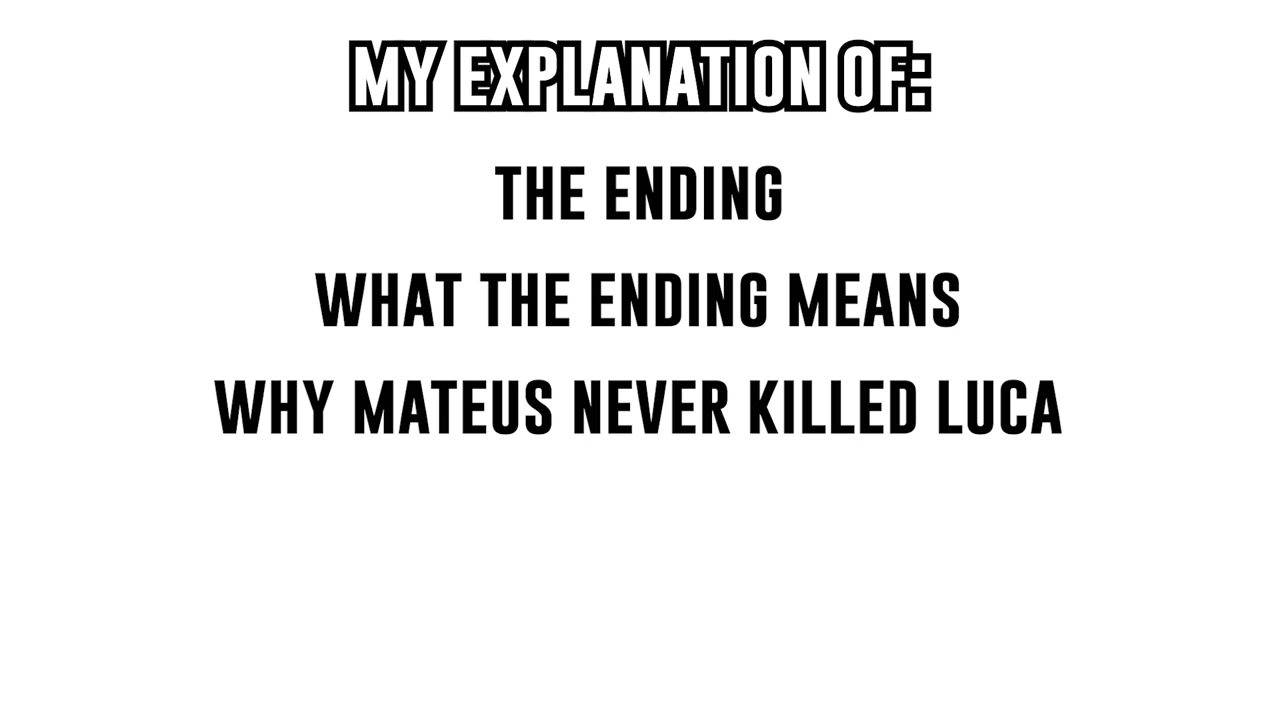 MY EXPLANATION OF:
THE ENDING
WHAT THE ENDING MEANS
WHY MATEUS NEVER KILLED LUCA